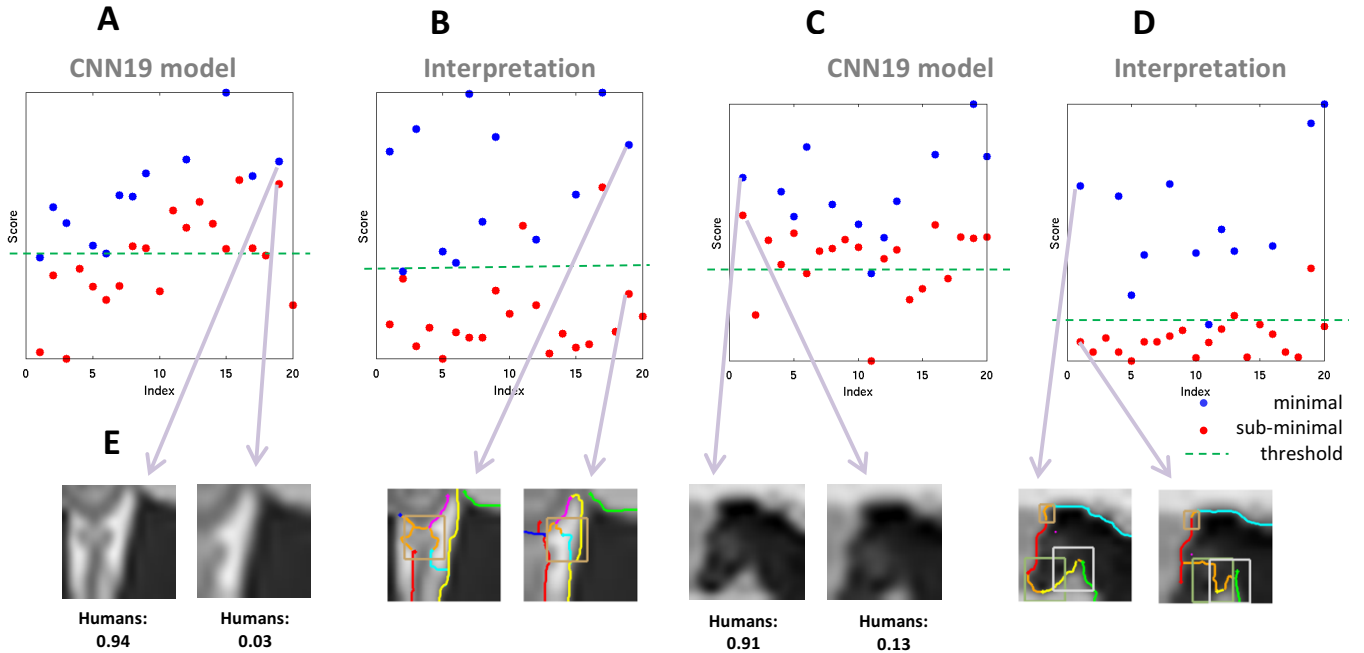 A
B
C
D
CNN19 model
Interpretation
CNN19 model
Interpretation
Score
0
5
10
15
20
Index
Score
0
5
10
15
20
Index
Score
0
5
10
15
20
Index
Score
0
5
10
15
20
Index
minimal
sub-minimal
threshold
E
Humans:
0.94
Humans:
0.03
Humans:
0.91
Humans:
0.13